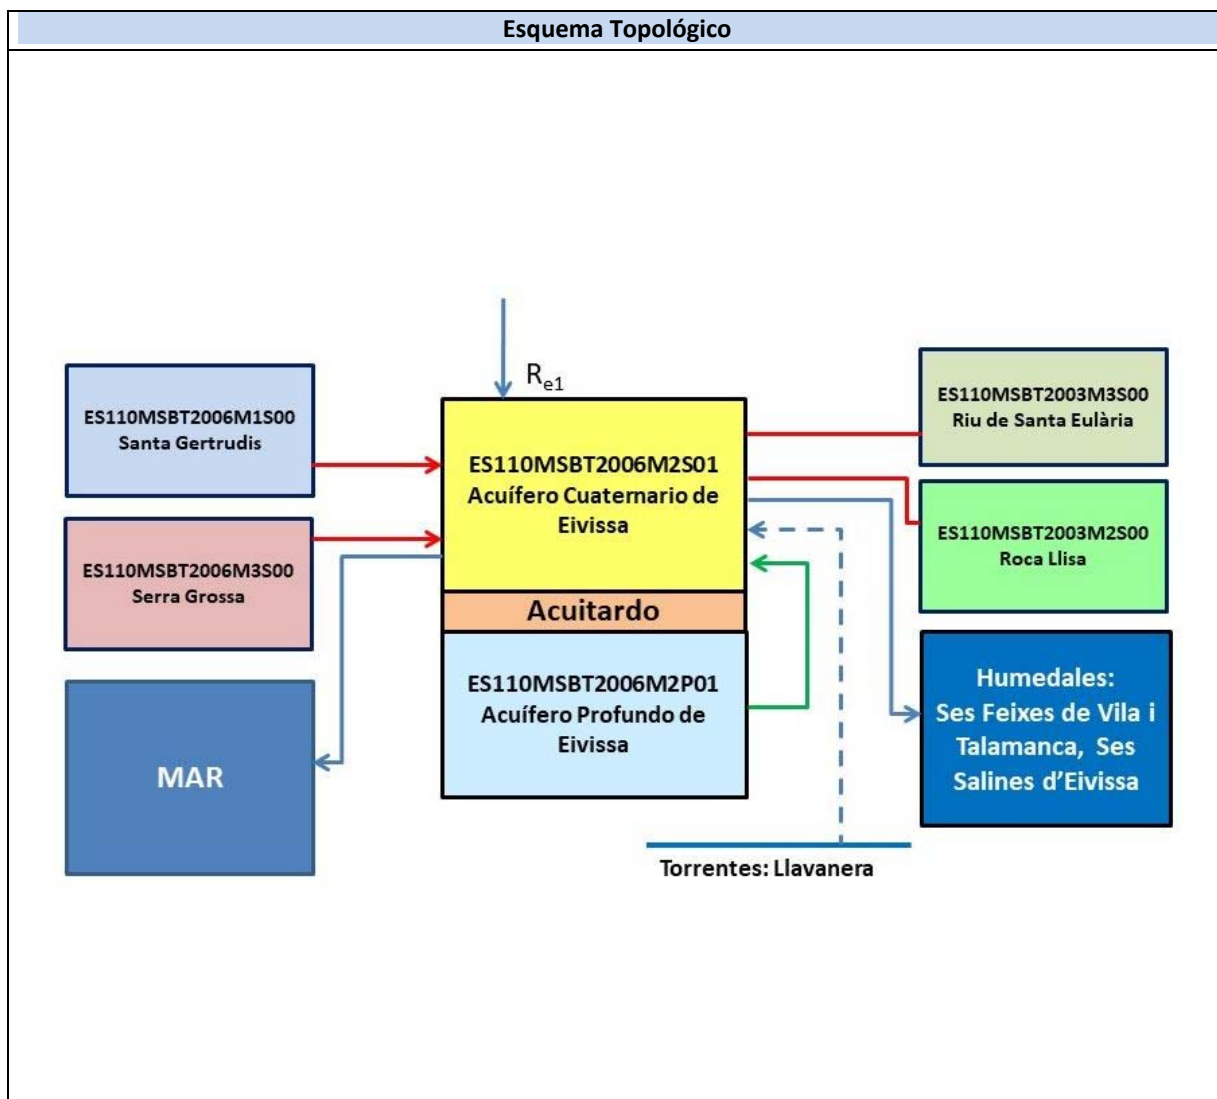 Esquema Topológico
R e1
ES110MSBT2006M1S00
Santa Gertrudis
ES110MSBT2006M3S00
Serra Grossa
MAR
ES110MSBT2006M2S01
Acuífero Cuaternario de
Eivissa
Acuitardo
ES110MSBT2006M2P01
Acuífero Profundo de
Eivissa
ES110MSBT2003M3S00
Riu de Santa Eulària
ES110MSBT2003M2S00
Roca Llisa
Humedales:
Ses Feixes de Vila i
Talamanca, Ses
Salines d’Eivissa
Torrentes: Llavanera